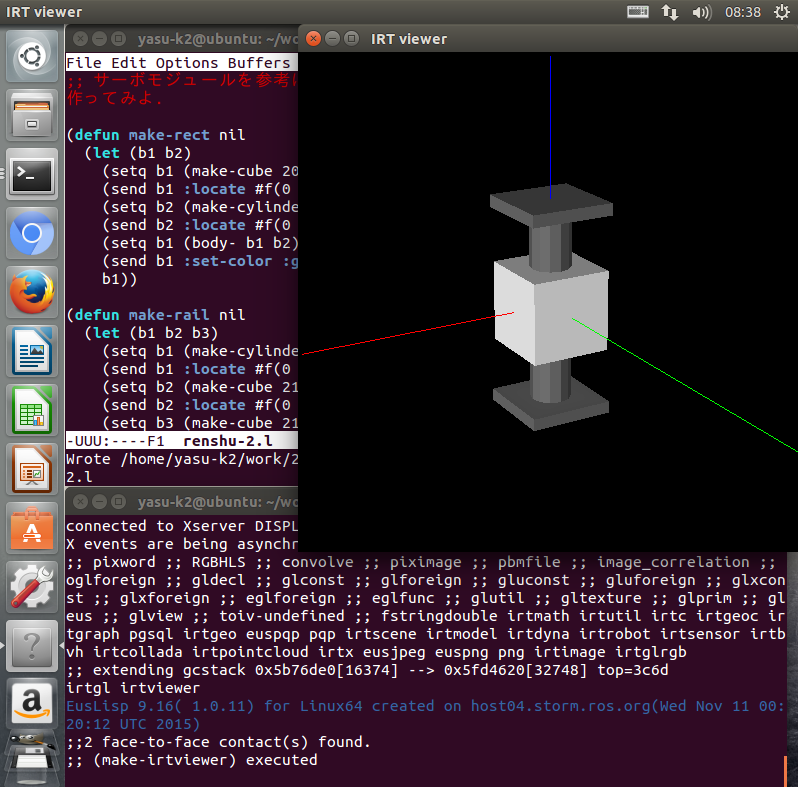 IRT viewer
08:38
yasu-k2@ubuntu: ~/wo
IRT viewer
File Edit Options Buffers
;; サーボモジュールを参考に
作ってみよ.
(defun make-rect nil
(let (b1 b2)
(setq b1 (make-cube 20
(send b1 :locate #f(0
(setq b2 (make-cylinde
(send b2 :locate #f(0
(setq b1 (body- b1 b2)
(send b1 :set-color :g
b1))
(defun make-rail nil
(let (b1 b2 b3)
(setq b1 (make-cylinde
(send b1 :locate #f(0
(setq b2 (make-cube 21
(send b2 :locate #f(0
(setq b3 (make-cube 21
-UUU:----F1  renshu-2.l
Wrote /home/yasu-k2/work/2
2.l
yasu-k2@ubuntu: ~/wo
connected to Xserver DISPL
X events are being asynchr
;; pixword ;; RGBHLS ;; convolve ;; piximage ;; pbmfile ;; image_correlation ;;
oglforeign ;; gldecl ;; glconst ;; glforeign ;; gluconst ;; gluforeign ;; glxcon
st ;; glxforeign ;; eglforeign ;; eglfunc ;; glutil ;; gltexture ;; glprim ;; gl
eus ;; glview ;; toiv-undefined ;; fstringdouble irtmath irtutil irtc irtgeoc ir
tgraph pgsql irtgeo euspqp pqp irtscene irtmodel irtdyna irtrobot irtsensor irtb
vh irtcollada irtpointcloud irtx eusjpeg euspng png irtimage irtglrgb
;; extending gcstack 0x5b76de0[16374] --> 0x5fd4620[32748] top=3c6d
irtgl irtviewer
EusLisp 9.16( 1.0.11) for Linux64 created on host04.storm.ros.org(Wed Nov 11 00:
20:12 UTC 2015)
;;2 face-to-face contact(s) found.
;; (make-irtviewer) executed